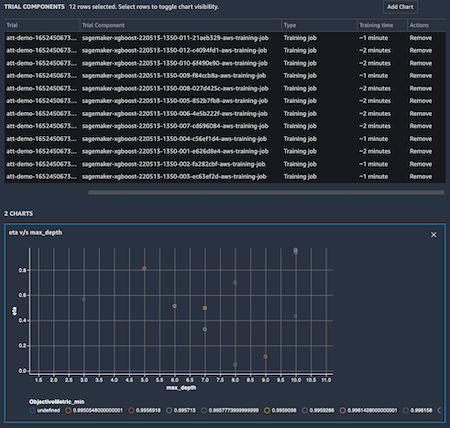 TRIAL COMPONENTS 12 rows selected. Select rows to toggle chart visibility. Add Chart
Trial Trial Component Type Training time Actions
att-demo-1652450673... sagemaker-xgboost-220513-1350-011-21aeb329-aws-training-job Training job ~1 minute Remove
att-demo-1652450673... sagemaker-xgboost-220513-1350-012-c4094fd1-aws-training-job Training job ~2 minutes Remove
att-demo-1652450673... sagemaker-xgboost-220513-1350-010-6f490e90-aws-training-job Training job ~2 minutes Remove
att-demo-1652450673... sagemaker-xgboost-220513-1350-009-f84ccb8a-aws-training-job Training job ~1 minute Remove
att-demo-1652450673... sagemaker-xgboost-220513-1350-008-027d425c-aws-training-job Training job ~2 minutes Remove
att-demo-1652450673... sagemaker-xgboost-220513-1350-005-852b7fb8-aws-training-job Training job ~2 minutes Remove
att-demo-1652450673... sagemaker-xgboost-220513-1350-006-4e5b222f-aws-training-job Training job ~2 minutes Remove
att-demo-1652450673... sagemaker-xgboost-220513-1350-007-cd696084-aws-training-job Training job ~2 minutes Remove
att-demo-1652450673... sagemaker-xgboost-220513-1350-004-c56ef1d4-aws-training-job Training job ~1 minute Remove
att-demo-1652450673... sagemaker-xgboost-220513-1350-001-e626d8e4-aws-training-job Training job ~2 minutes Remove
att-demo-1652450673... sagemaker-xgboost-220513-1350-002-fa282cbf-aws-training-job Training job ~1 minute Remove
att-demo-1652450673... sagemaker-xgboost-220513-1350-003-ec63ef2d-aws-training-job Training job ~2 minutes Remove
2 CHARTS
eta v/s max_depth
0.8
0.6
eta
0.4
0.2
0.0
1.5 2.0 2.5 3.0 3.5 4.0 4.5 5.0 5.5 6.0 6.5 7.0 7.5 8.0 8.5 9.0 9.5 10.0 11.0
max_depth
ObjectiveMetric_min
undefined 0.9950548000000001 0.9956918 0.995713 0.9957773999999999 0.9959098 0.9959286 0.9961428000000001 0.996156